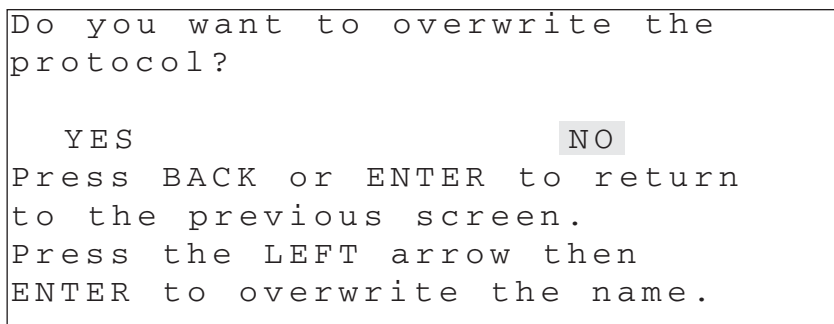 Do you want to overwrite the
protocol?
YES NO
Press BACK or ENTER to return
to the previous screen.
Press the LEFT arrow then
ENTER to overwrite the name.